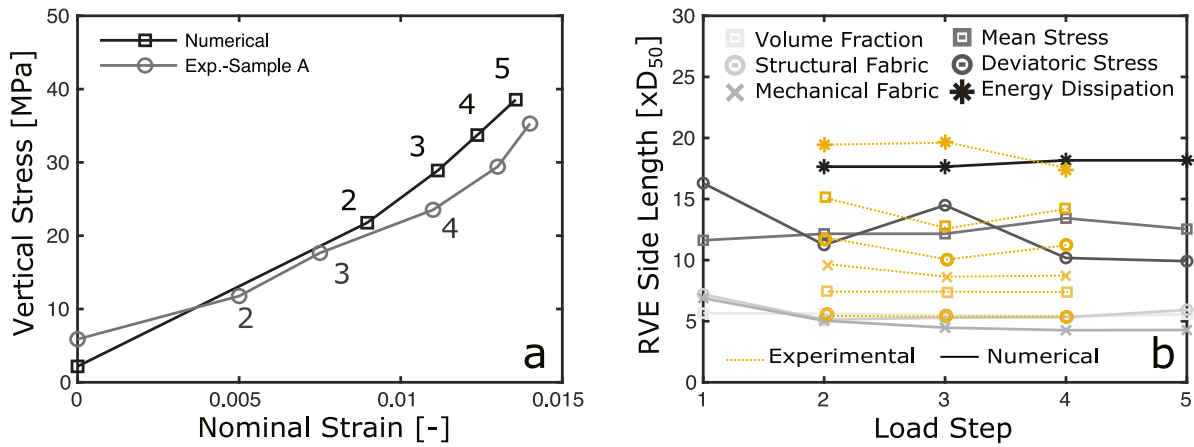 50
40
30
20
10
0
Vertical Stress [MPa]
Numerical
Exp.-Sample A
5
4
3
2
4
3
2
a
0
0.005
0.01
0.015
Nominal Strain [-]
30
25
20
15
10
5
0
RVE Side Length [xD50]
Volume Fraction
Structural Fabric
Mechanical Fabric
Mean Stress
Deviatoric Stress
Energy Dissipation
Experimental
Numerical
b
1
2
3
4
5
Load Step